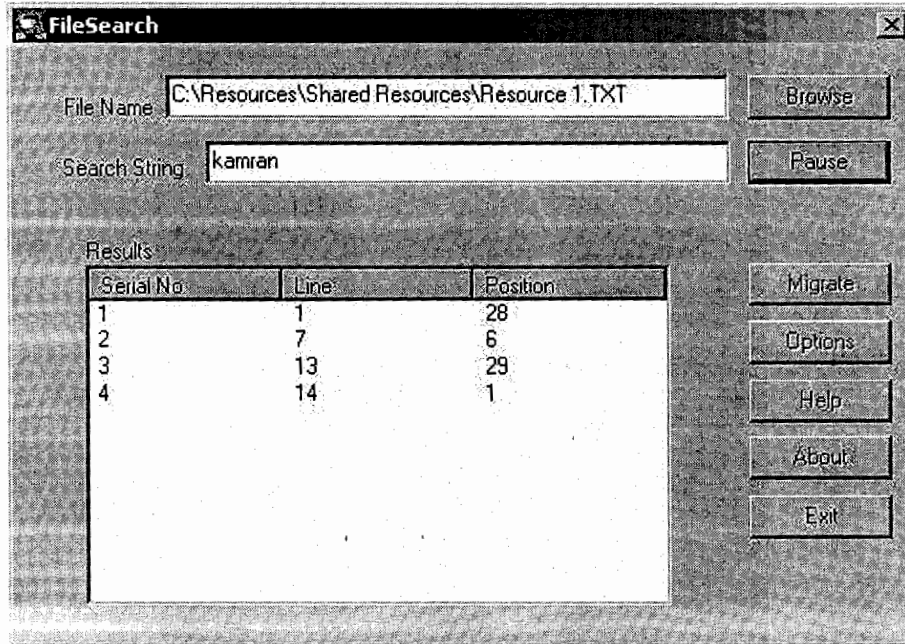 FileSearch
File Name C:\Resources\Shared Resources\Resource 1.TXT Browse
Search String kamran Pause
Results
Serial No Line Position
1 1 28
2 7 6
3 13 29
4 14 1
Migrate
Options
Help
About
Exit